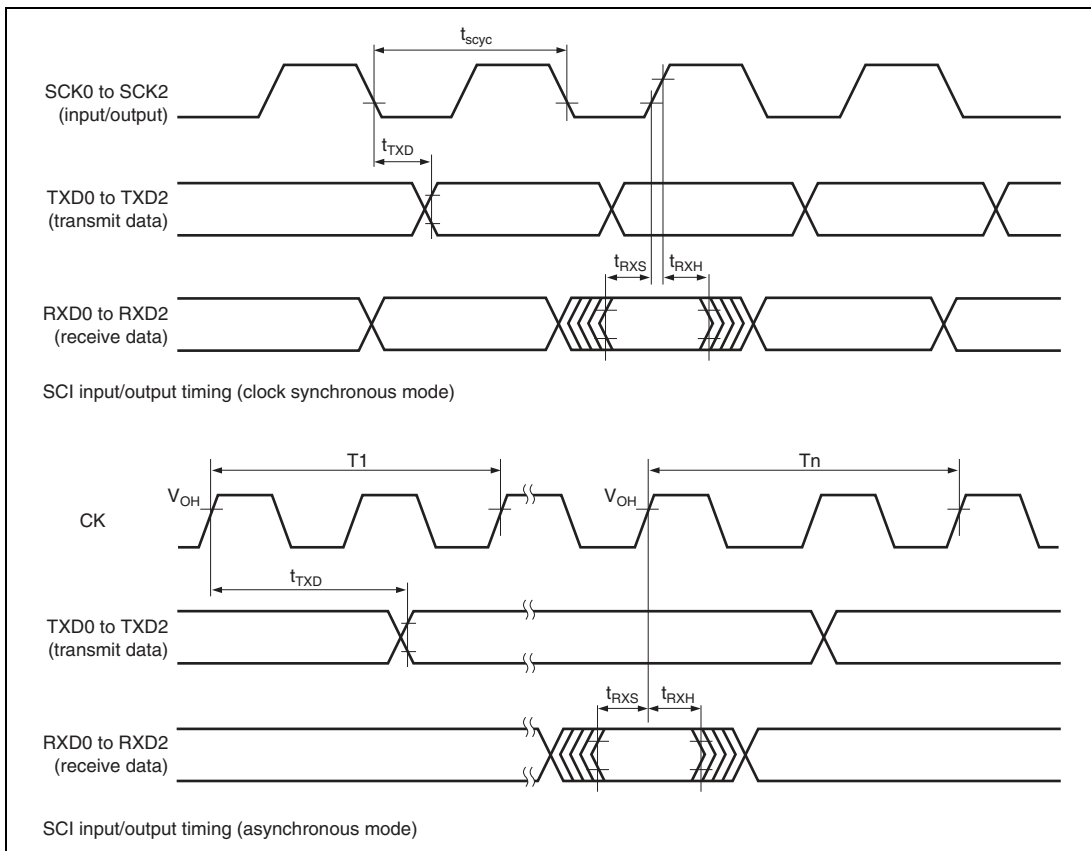 tscyc
SCK0 to SCK2
(input/output)
tTXD
TXD0 to TXD2
(transmit data)
tRXS
tRXH
RXD0 to RXD2
(receive data)
SCI input/output timing (clock synchronous mode)
T1
Tn
VOH
VOH
CK
tTXD
TXD0 to TXD2
(transmit data)
tRXS
tRXH
RXD0 to RXD2
(receive data)
SCI input/output timing (asynchronous mode)